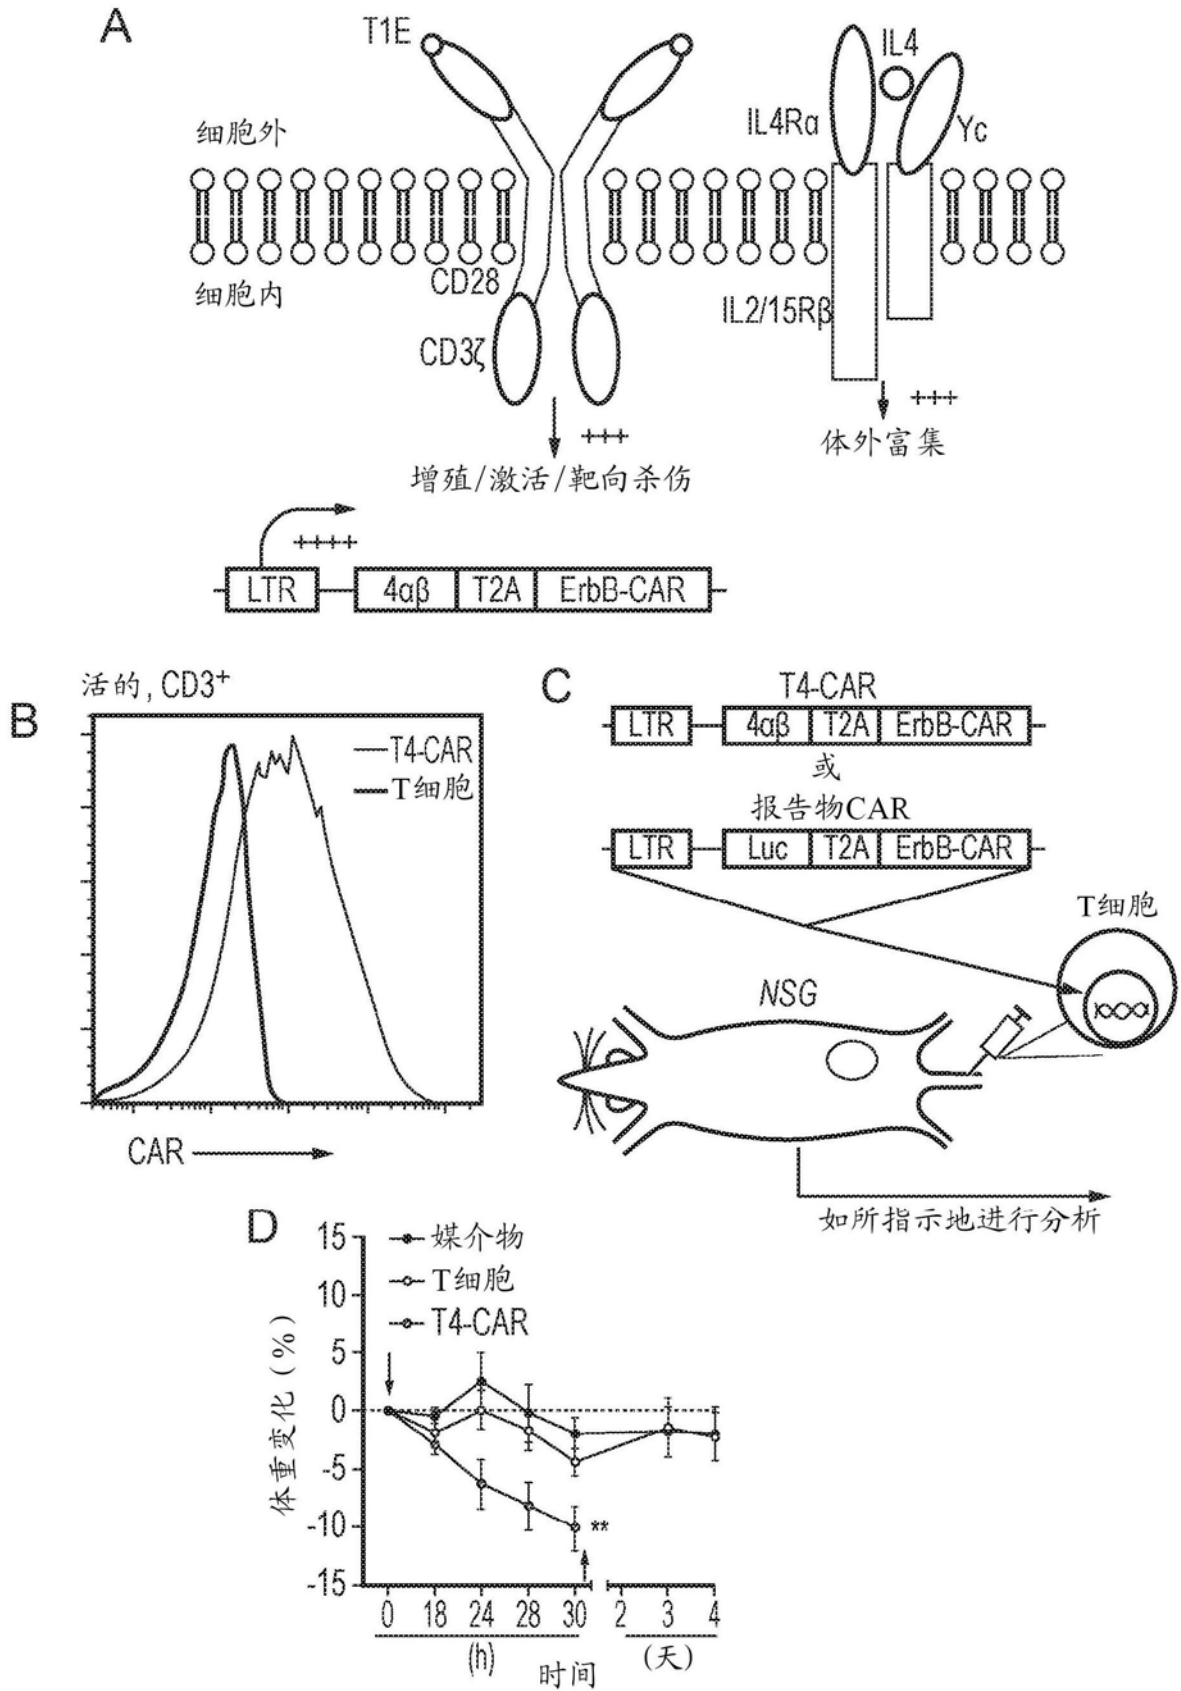 A
T1E
IL4
IL4Rα
Yc
细胞外
细胞内
CD28
CD3ζ
IL2/15Rβ
+++
+++
体外富集
增殖/激活/靶向杀伤
++++
LTR 4αβ T2A ErbB-CAR
B
活的, CD3+
T4-CAR
T细胞
CAR
C
T4-CAR
LTR 4αβ T2A ErbB-CAR
或
报告物CAR
LTR Luc T2A ErbB-CAR
T细胞
NSG
如所指示地进行分析
D
媒介物
T细胞
T4-CAR
体重变化 (%)
15
10
5
0
-5
-10
-15
**
0 18 24 28 30 2 3 4
(h) (天)
时间